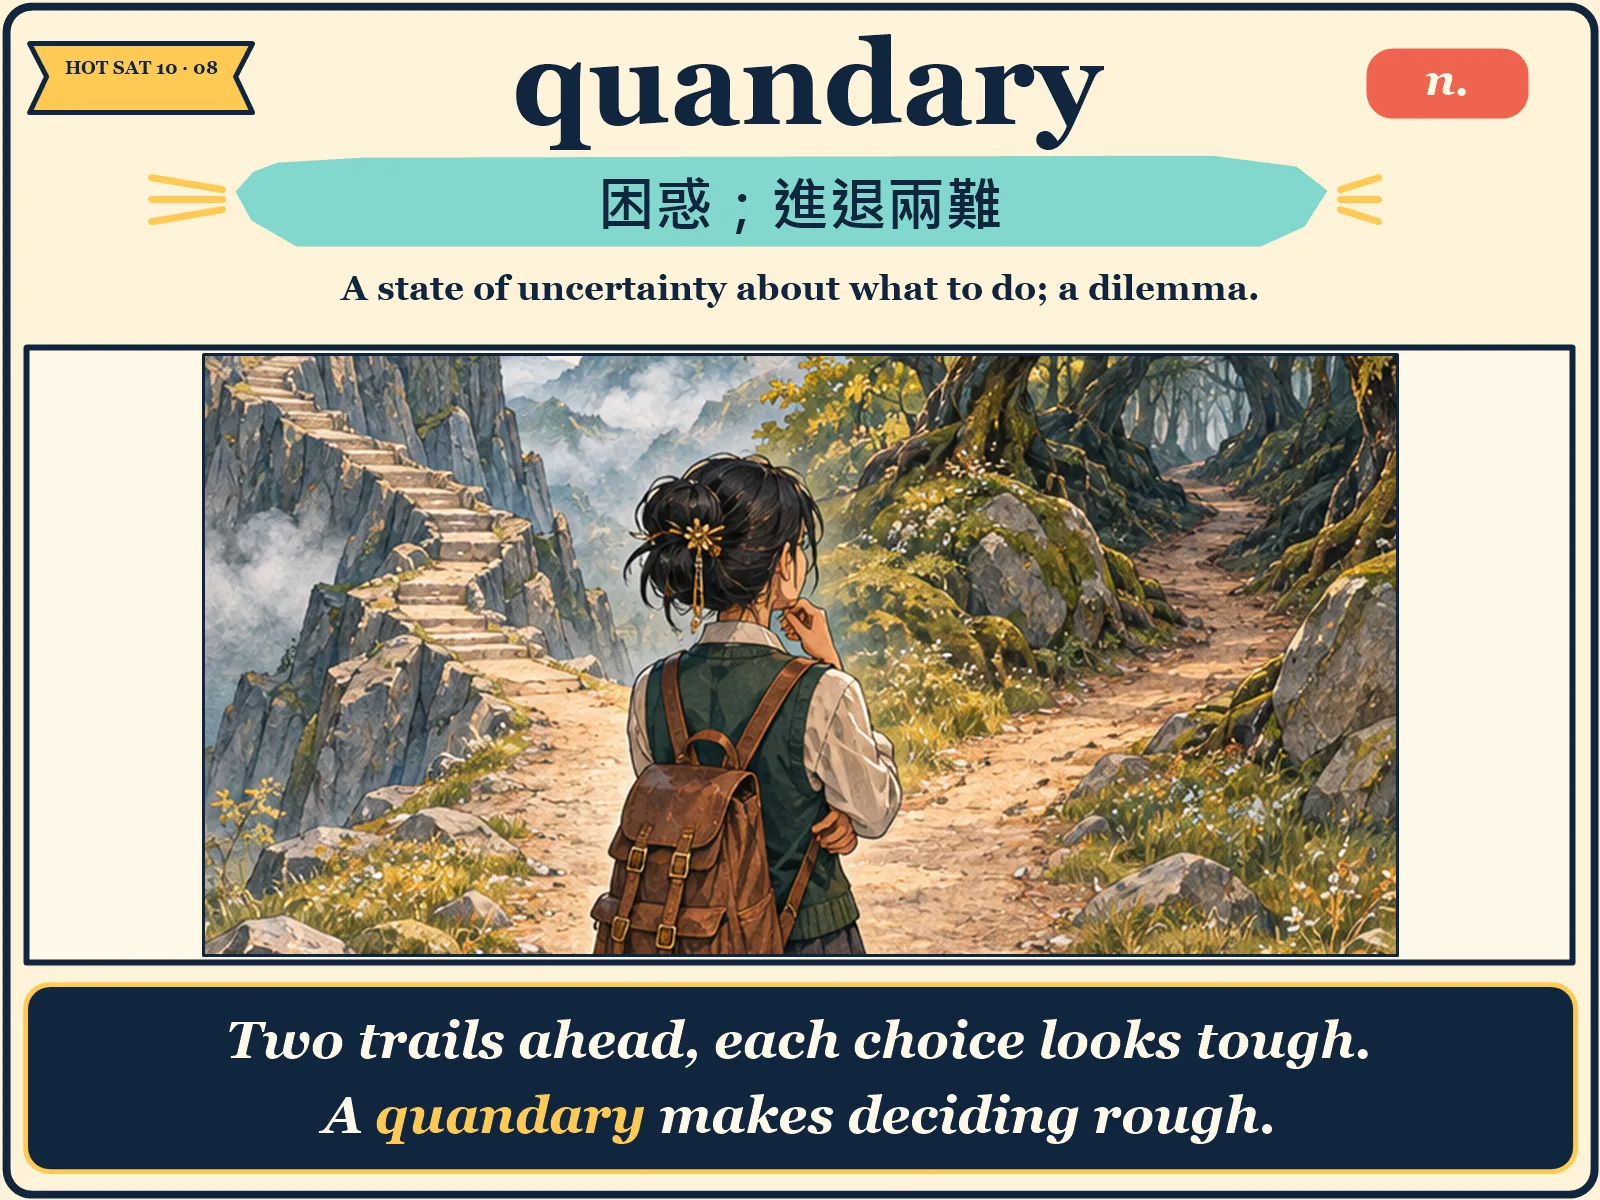 HOT SAT 10 · 08
quandary
n.
困惑；進退兩難
A state of uncertainty about what to do; a dilemma.
Two trails ahead, each choice looks tough.
A quandary makes deciding rough.